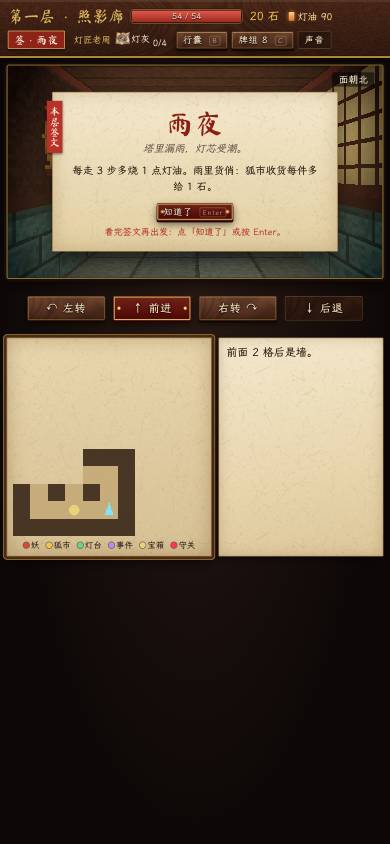 第一层 · 照影廊 54 / 54 20 石 灯油 90
签 · 雨夜 灯匠老周 灯灰 0/4 行囊 B 牌组 8 C 声音
面朝北
本层签文
雨夜
塔里漏雨，灯芯受潮。
每走 3 步多烧 1 点灯油。雨里货俏：狐市收货每件多
给 1 石。
知道了 Enter
看完签文再出发：点「知道了」或按 Enter。
↶ 左转 ↑ 前进 右转 ↷ ↓ 后退
前面 2 格后是墙。
妖 狐市 灯台 事件 宝箱 守关